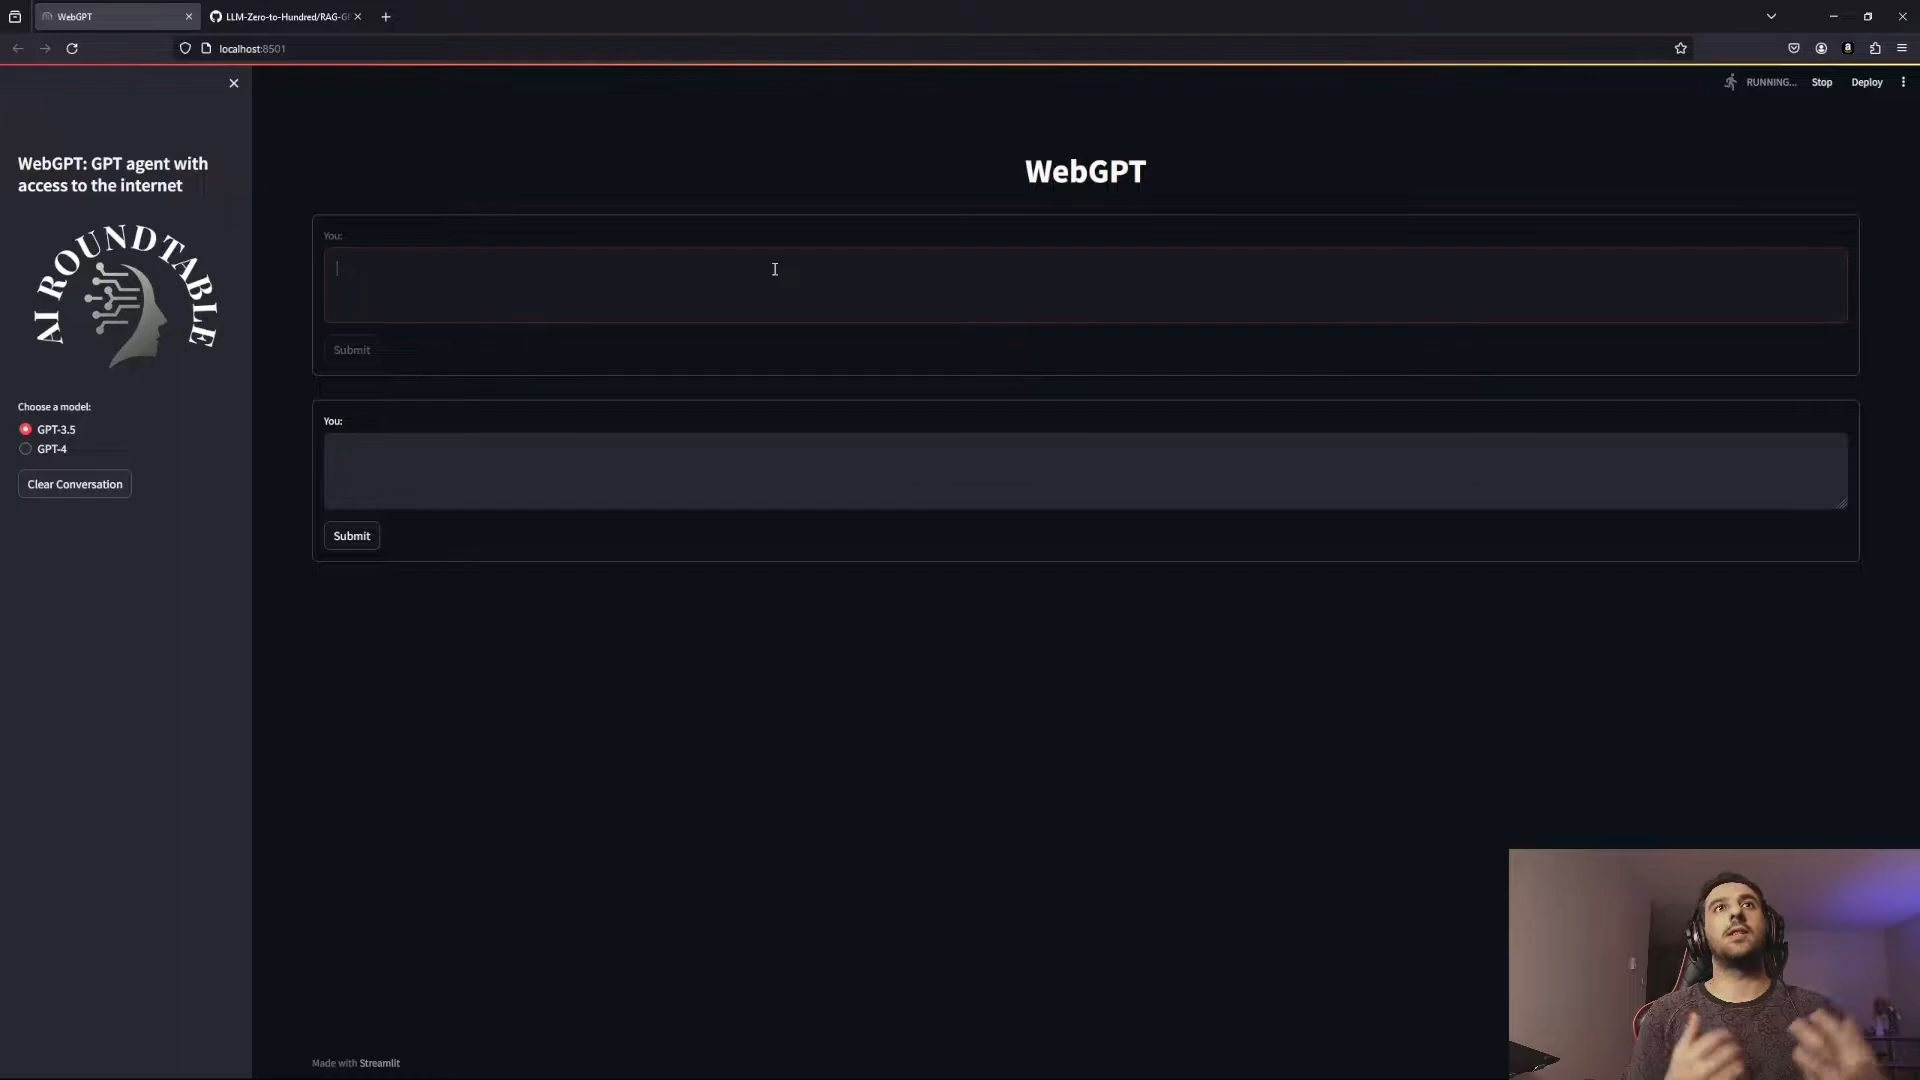 WebGPT
LLM-Zero-to-Hundred/RAG-G
localhost:8501
RUNNING...
Stop
Deploy
WebGPT: GPT agent with
access to the internet
AI ROUNDTABLE
Choose a model:
GPT-3.5
GPT-4
Clear Conversation
WebGPT
You:
Submit
You:
Submit
Made with Streamlit